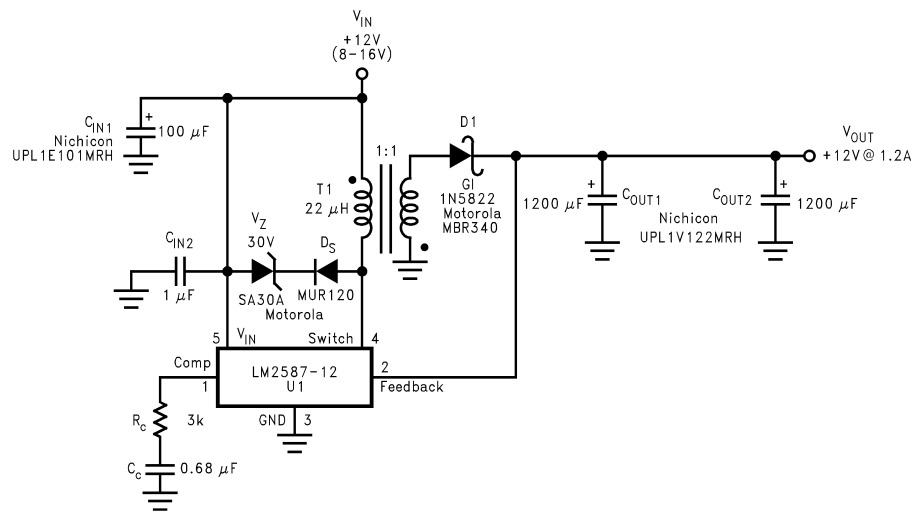 V_IN
+12V
(8-16V)
C_IN1
Nichicon
UPL1E101MRH
+
100 μF
1:1
T1
22 μH
D1
GI
1N5822
Motorola
MBR340
V_OUT
+12V @ 1.2A
+
1200 μF
C_OUT1
Nichicon
UPL1V122MRH
C_OUT2
+
1200 μF
C_IN2
1 μF
V_Z
30V
SA30A
D_S
MUR120
Motorola
5
V_IN
Switch
4
Comp
1
LM2587-12
U1
2
Feedback
GND
3
R_c
3k
C_c
0.68 μF